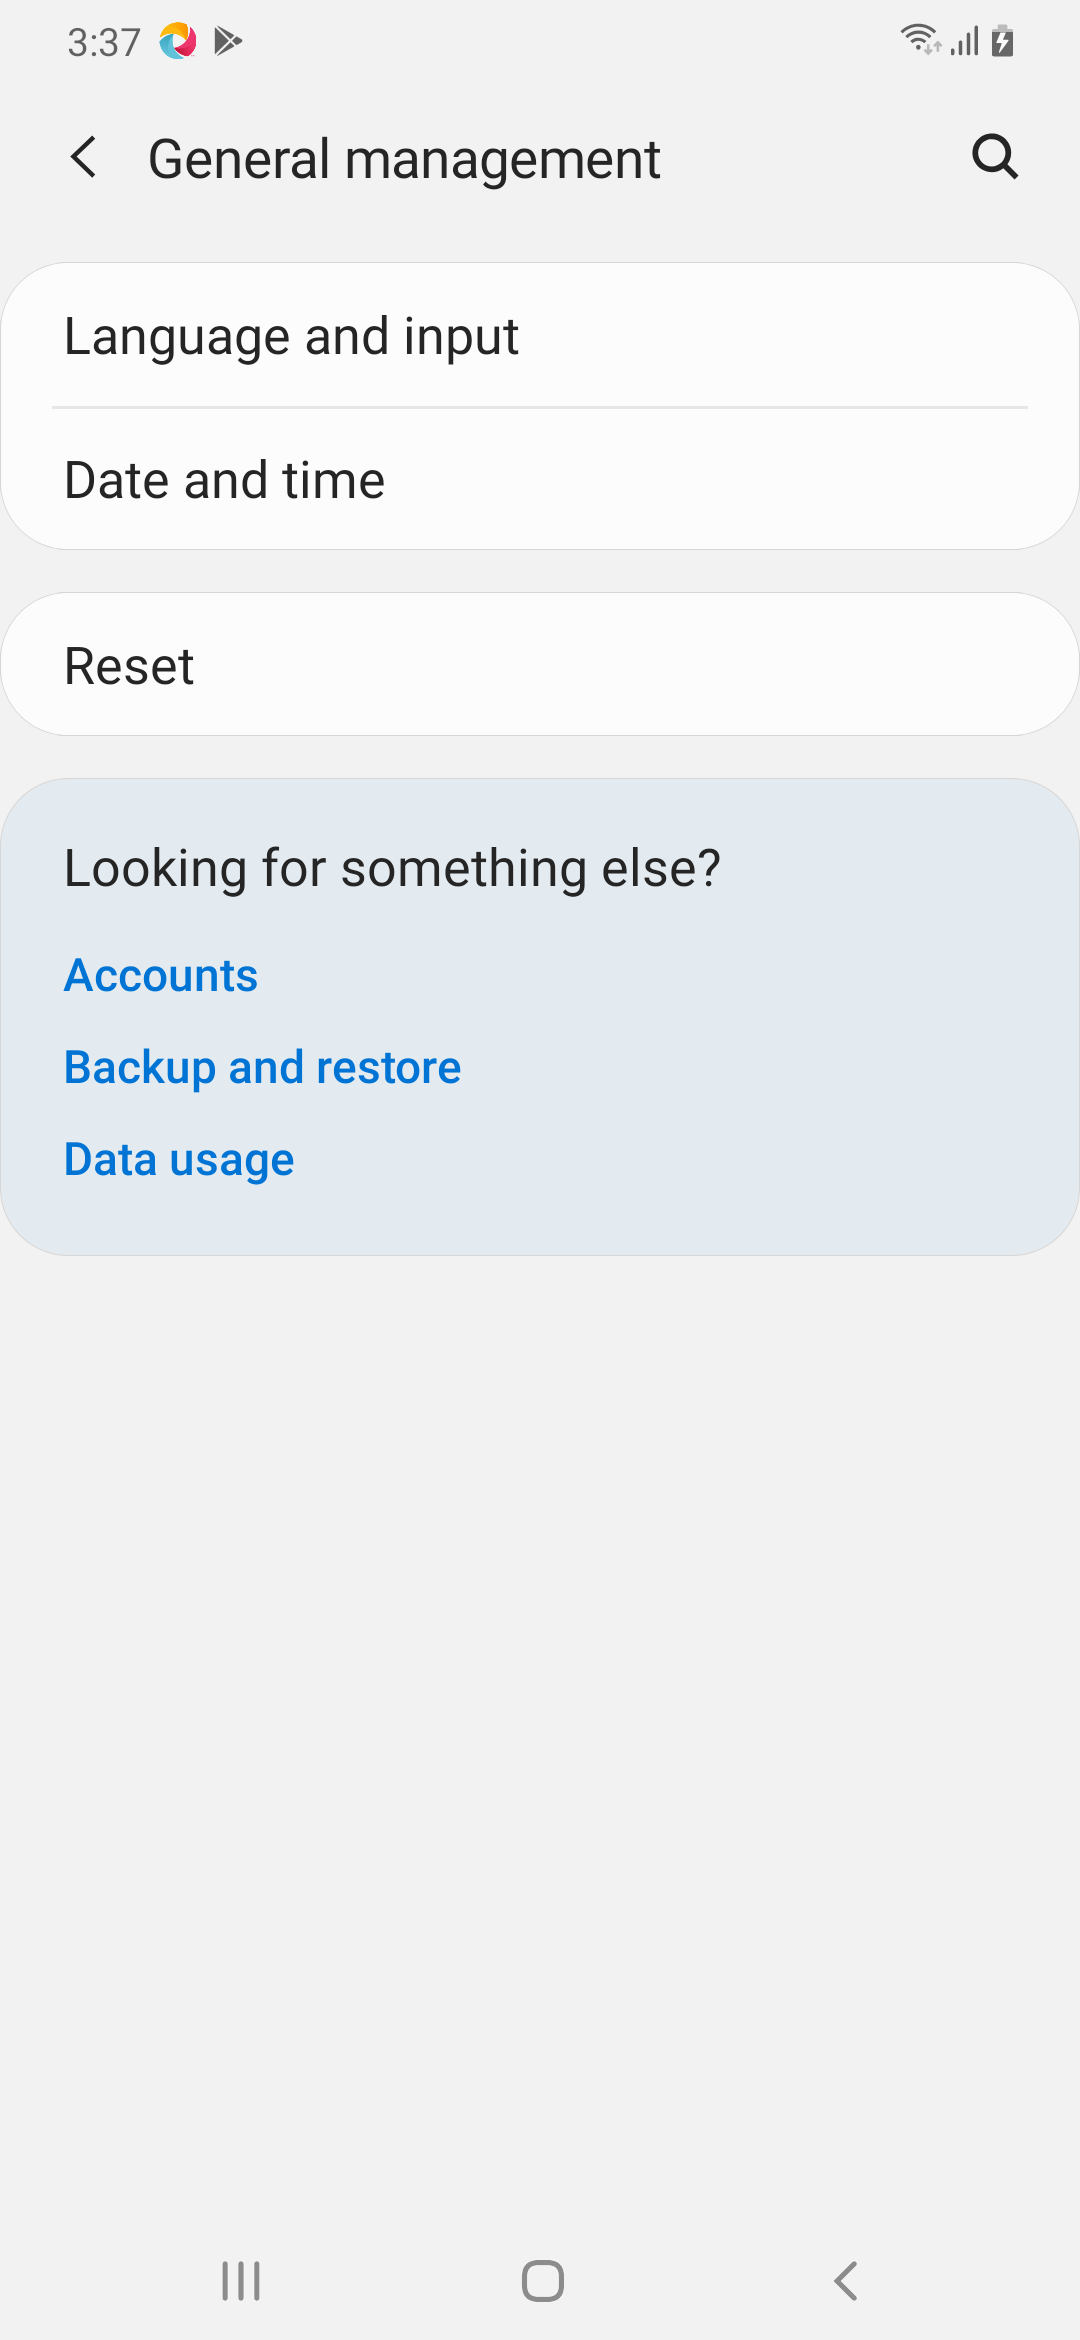 3:37
General management
Language and input
Date and time
Reset
Looking for something else?
Accounts
Backup and restore
Data usage